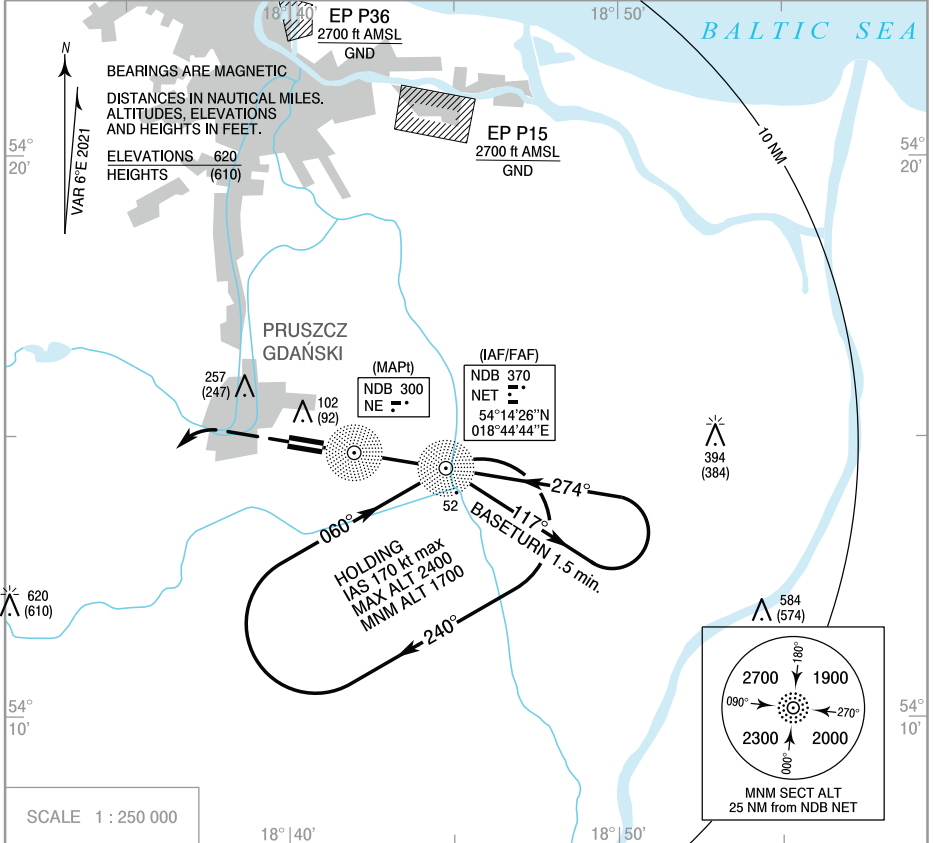 18°40'
EP P36
2700 ft AMSL
GND
18°50'
BALTIC SEA
N
VAR 6°E 2021
BEARINGS ARE MAGNETIC
DISTANCES IN NAUTICAL MILES.
ALTITUDES, ELEVATIONS
AND HEIGHTS IN FEET.
ELEVATIONS 620
HEIGHTS (610)
54°
20'
EP P15
2700 ft AMSL
GND
10 NM
54°
20'
PRUSZCZ
GDAŃSKI
257
(247)
102
(92)
(MAPt)
NDB 300
NE
(IAF/FAF)
NDB 370
NET
54°14'26"N
018°44'44"E
394
(384)
52
274°
117°
BASETURN 1.5 min.
060°
HOLDING
IAS 170 kt max
MAX ALT 2400
MNM ALT 1700
240°
620
(610)
584
(574)
54°
10'
180°
2700 1900
090° 270°
2300 2000
000°
MNM SECT ALT
25 NM from NDB NET
54°
10'
SCALE 1 : 250 000
18°40'
18°50'